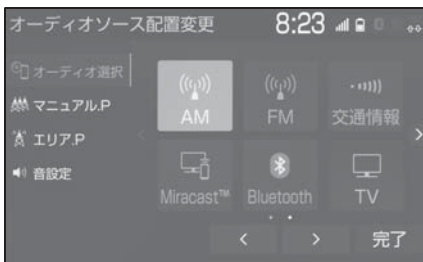 オーディオソース配置変更 8:23
オーディオ選択
マニュアル.P
エリア.P
音設定
AM FM 交通情報
Miracast™ Bluetooth TV
完了